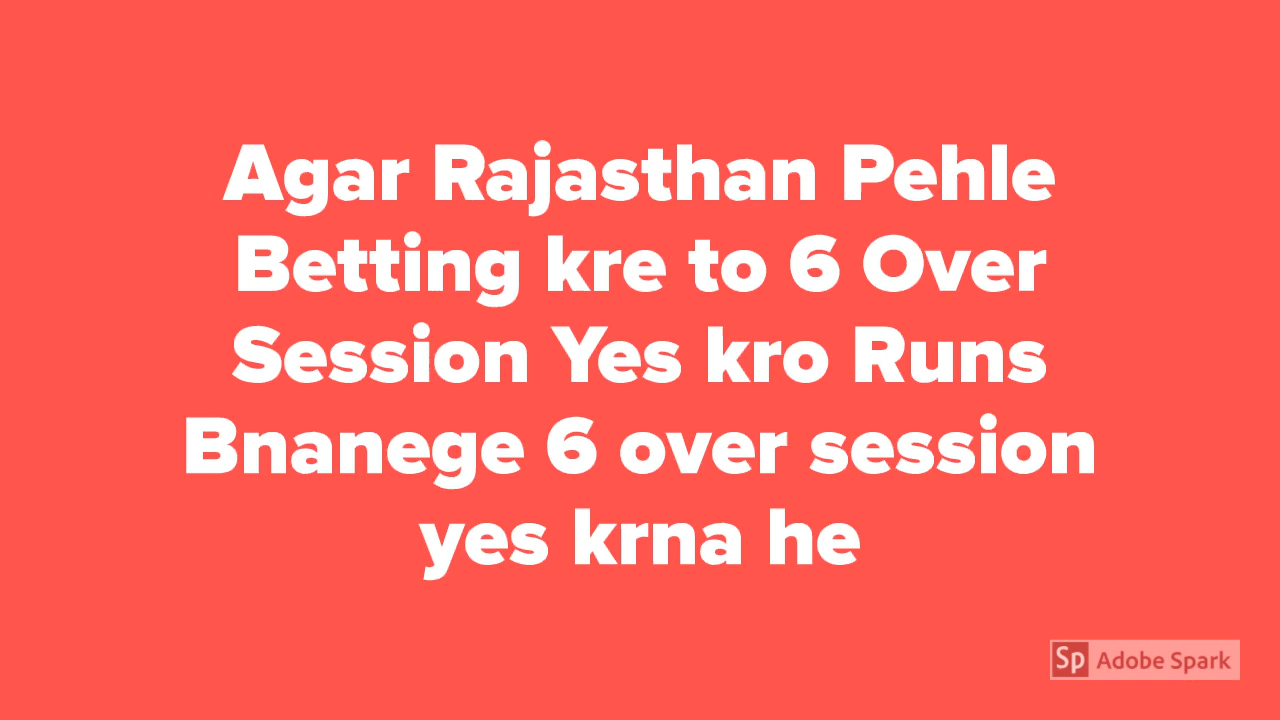 Agar Rajasthan Pehle
Betting kre to 6 Over
Session Yes kro Runs
Bnanege 6 over session
yes krna he
Sp Adobe Spark